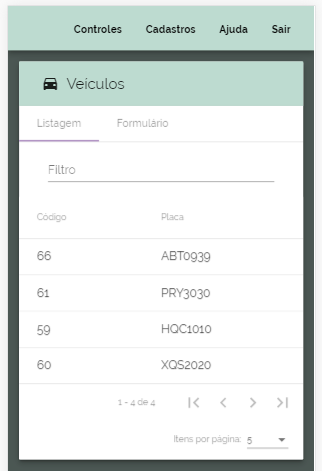 Controles Cadastros Ajuda Sair
Veículos
Listagem Formulário
Filtro
Código Placa
66 ABT0939
61 PRY3030
59 HQC1010
60 XQS2020
1 - 4 de 4
Itens por página: 5